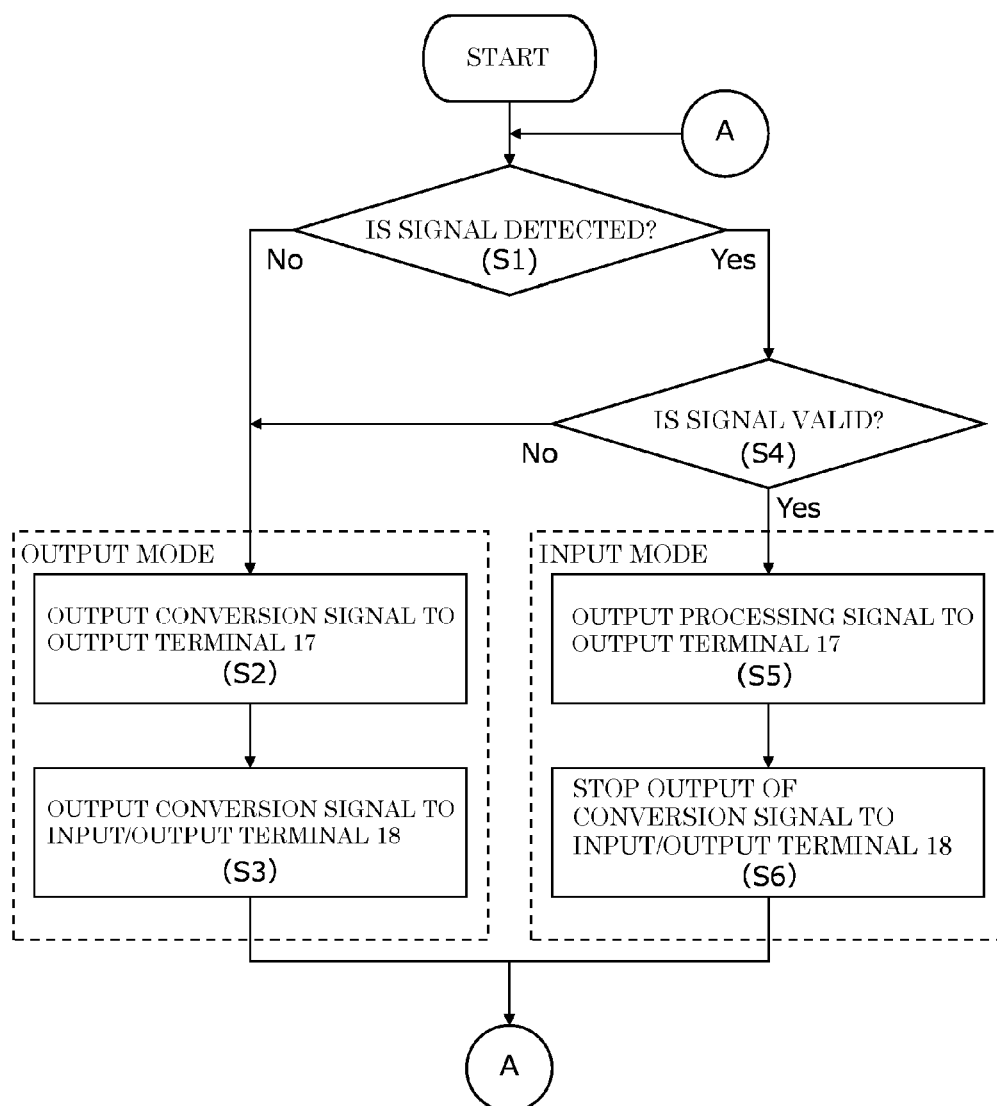 START
A
IS SIGNAL DETECTED?
(S1)
No
Yes
IS SIGNAL VALID?
(S4)
No
Yes
OUTPUT MODE
OUTPUT CONVERSION SIGNAL TO
OUTPUT TERMINAL 17
(S2)
OUTPUT CONVERSION SIGNAL TO
INPUT/OUTPUT TERMINAL 18
(S3)
INPUT MODE
OUTPUT PROCESSING SIGNAL TO
OUTPUT TERMINAL 17
(S5)
STOP OUTPUT OF
CONVERSION SIGNAL TO
INPUT/OUTPUT TERMINAL 18
(S6)
A